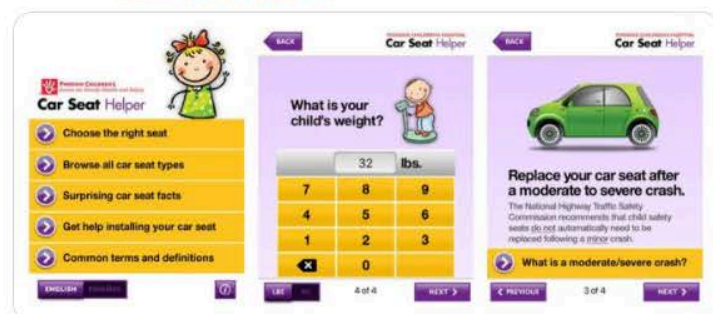 PHOENIX CHILDREN'S
Car Seat Helper
Choose the right seat
Browse all car seat types
Surprising car seat facts
Get help installing your car seat
Common terms and definitions
ENGLISH
BACK
Car Seat Helper
What is your
child's weight?
32 lbs.
7 8 9
4 5 6
1 2 3
0
LBS
4 of 4
NEXT >
BACK
Car Seat Helper
Replace your car seat after
a moderate to severe crash.
The National Highway Traffic Safety
Commission recommends that child safety
seats do not automatically need to be
replaced following a minor crash.
What is a moderate/severe crash?
< PREVIOUS
3 of 4
NEXT >